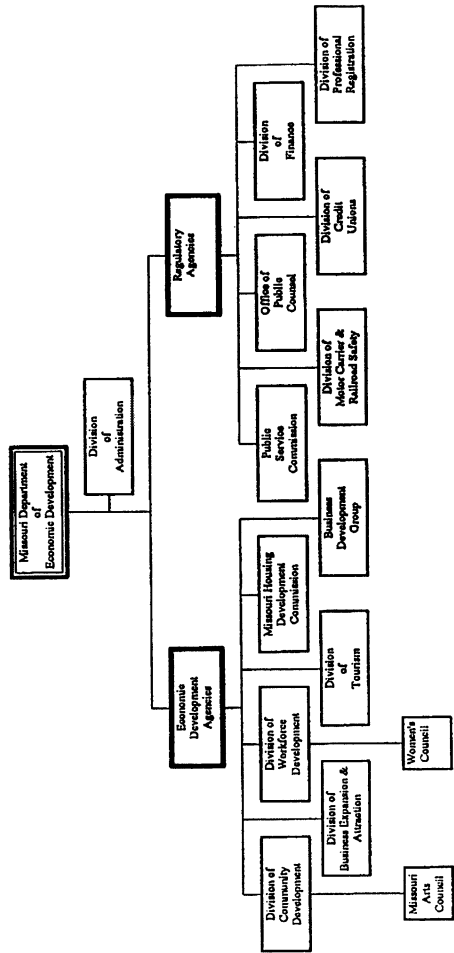 Missouri Department
of
Economic Development
Division
of
Administration
Economic
Development
Agencies
Regulatory
Agencies
Division of
Community
Development
Division of
Business Expansion &
Attraction
Division of
Workforce
Development
Division
of
Tourism
Missouri Housing
Development
Commission
Business
Development
Group
Public
Service
Commission
Division of
Motor Carrier &
Railroad Safety
Office of
Public
Counsel
Division of
Credit
Unions
Division
of
Finance
Division of
Professional
Registration
Missouri
Arts
Council
Women's
Council